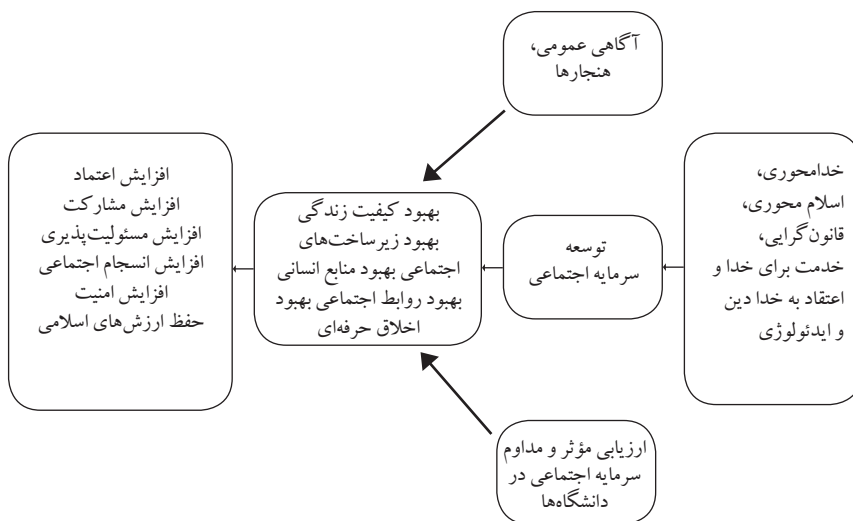 آگاهی عمومی،
هنجارها
خدامحوری،
اسلام محوری،
قانون‌گرایی،
خدمت برای خدا و
اعتقاد به خدا دین
و ایدئولوژی
توسعه
سرمایه اجتماعی
بهبود کیفیت زندگی
بهبود زیرساخت‌های
اجتماعی بهبود منابع انسانی
بهبود روابط اجتماعی بهبود
اخلاق حرفه‌ای
افزایش اعتماد
افزایش مشارکت
افزایش مسئولیت‌پذیری
افزایش انسجام اجتماعی
افزایش امنیت
حفظ ارزش‌های اسلامی
ارزیابی مؤثر و مداوم
سرمایه اجتماعی در
دانشگاه‌ها